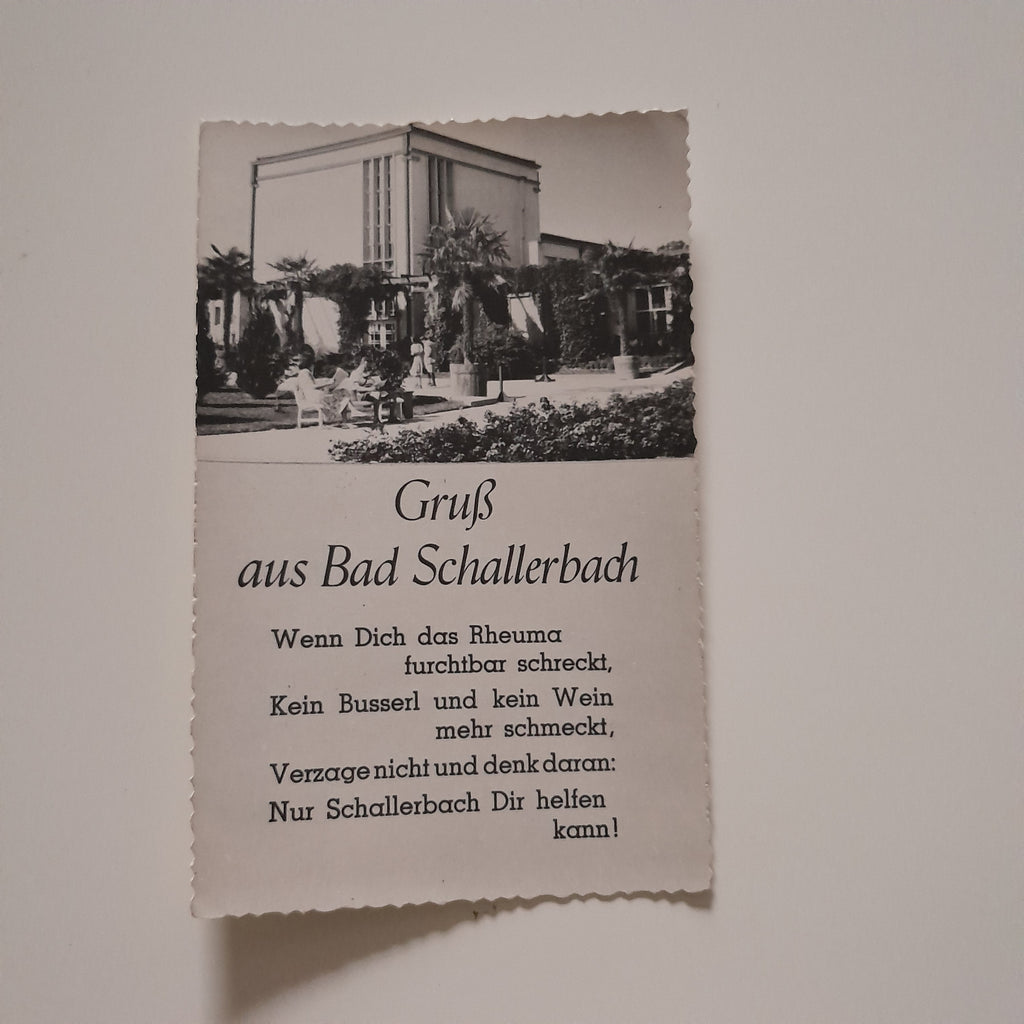 Gruß
aus Bad Schallerbach
Wenn Dich das Rheuma
furchtbar schreckt,
Kein Busserl und kein Wein
mehr schmeckt,
Verzage nicht und denk daran:
Nur Schallerbach Dir helfen
kann!